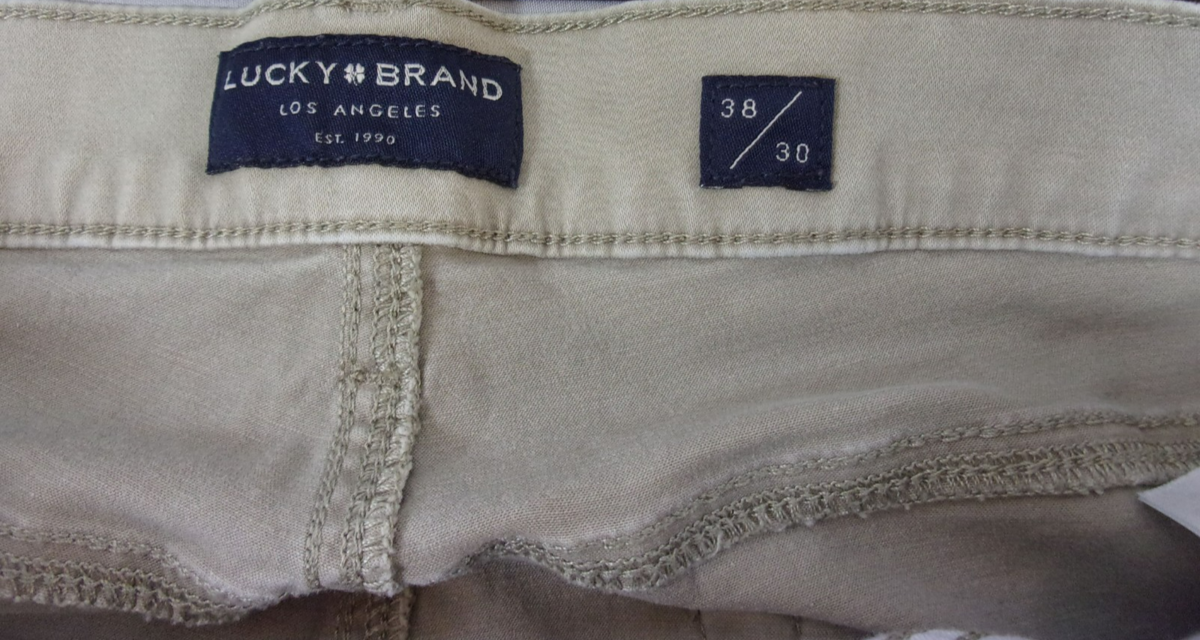 LUCKY BRAND
LOS ANGELES
EST. 1990
38
30